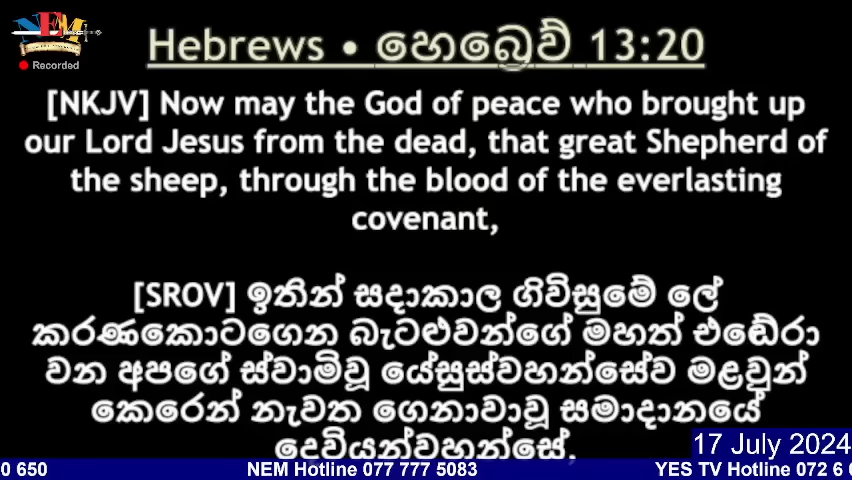 NEM
Recorded
Hebrews • හෙබ්‍රෙව් 13:20
[NKJV] Now may the God of peace who brought up
our Lord Jesus from the dead, that great Shepherd of
the sheep, through the blood of the everlasting
covenant,
[SROV] ඉතින් සදාකාල ගිවිසුමේ ලේ
කරණකොටගෙන බැටළුවන්ගේ මහත් එඬේරා
වන අපගේ ස්වාමිවූ යේසුස්වහන්සේව මළවුන්
කෙරෙන් නැවත ගෙනාවාවූ සමාදානයේ
දෙවියන්වහන්සේ,
17 July 2024
0 650 NEM Hotline 077 777 5083 YES TV Hotline 072 6